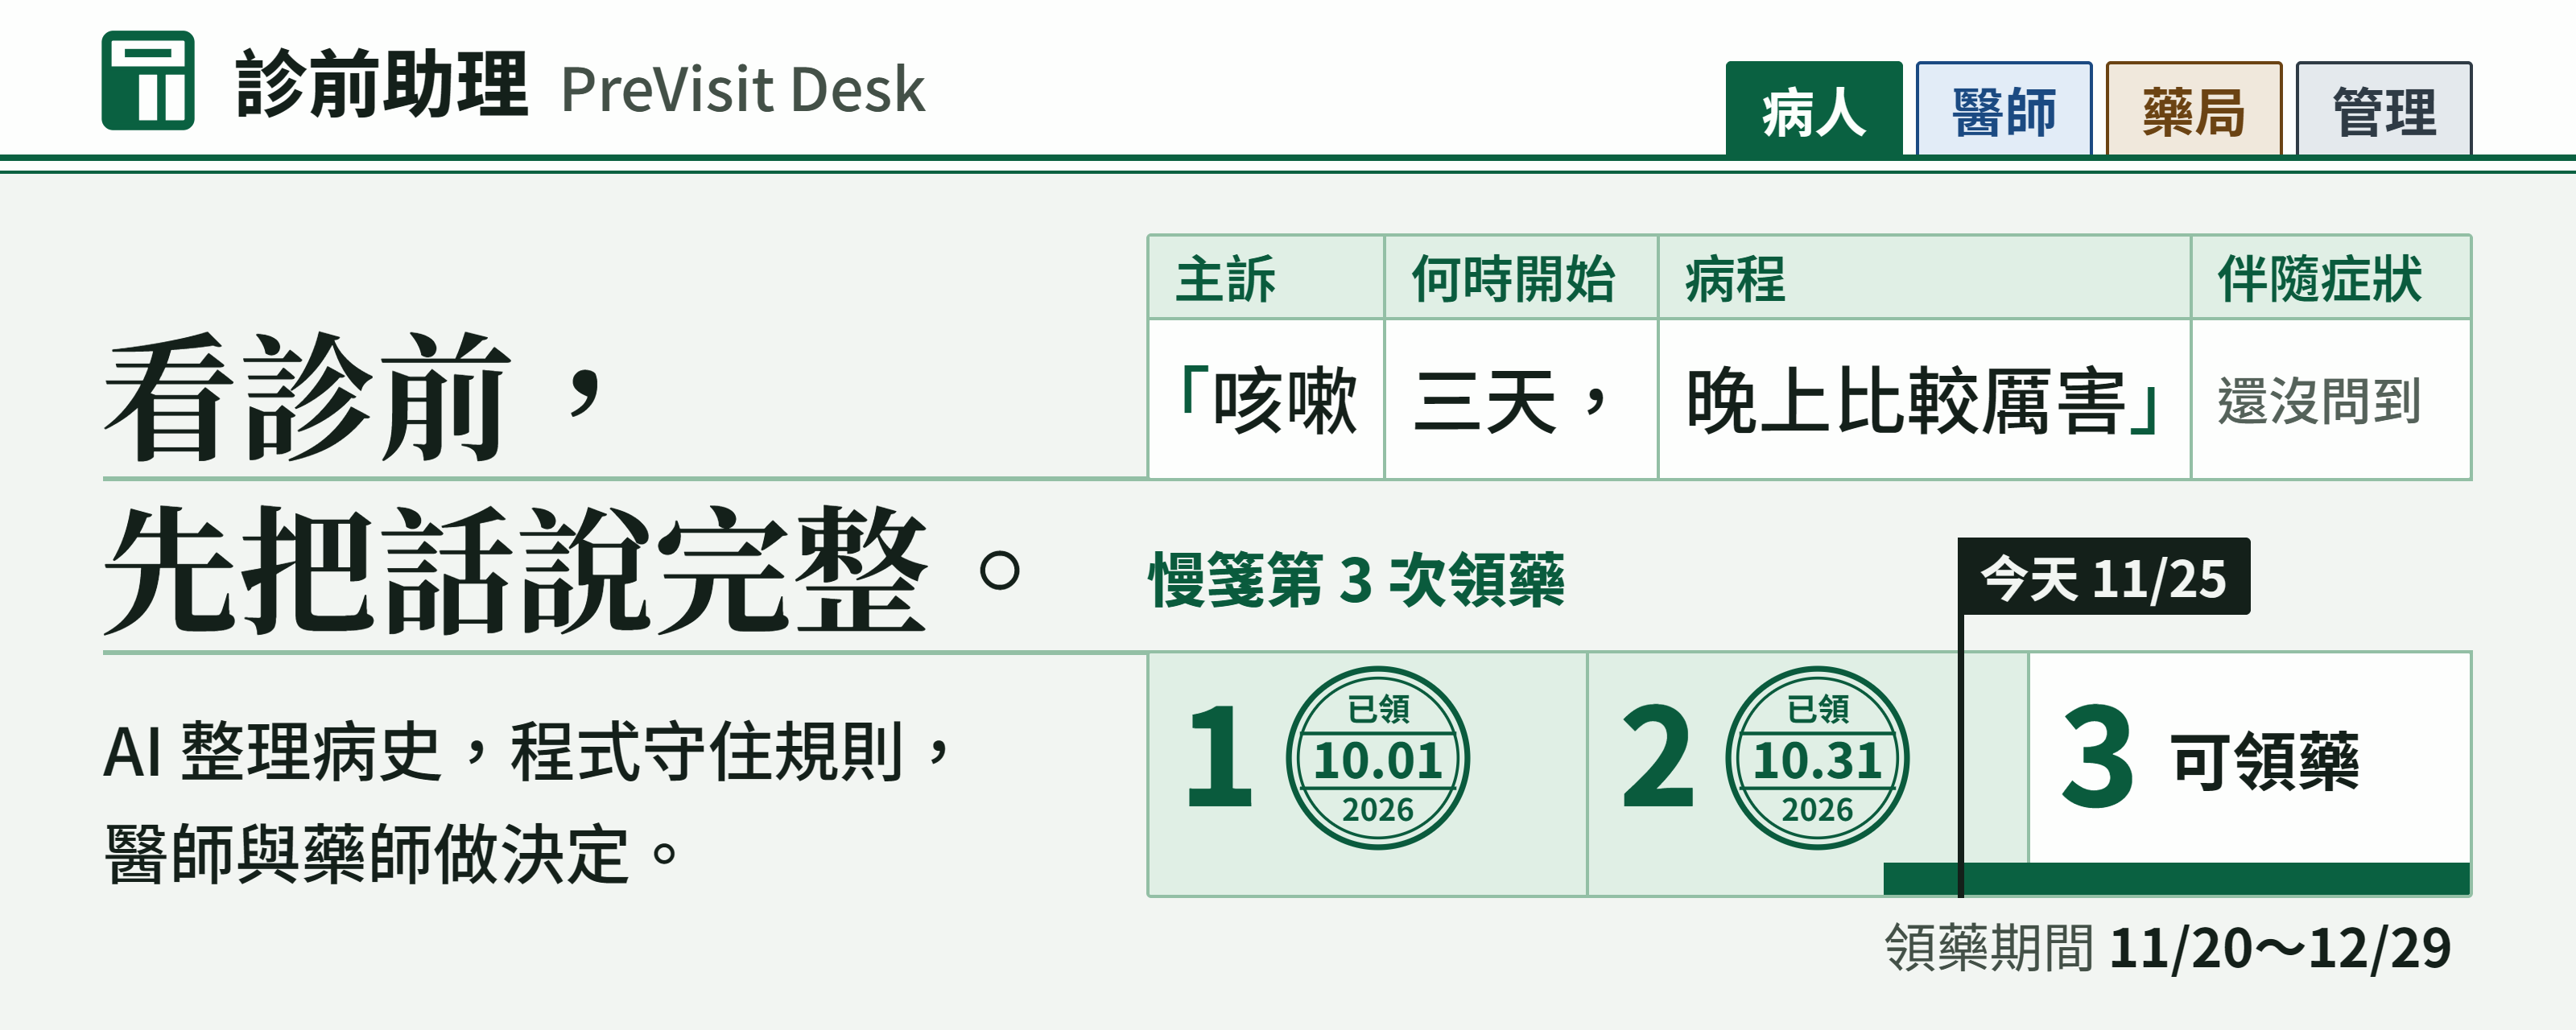 診前助理 PreVisit Desk
病人 醫師 藥局 管理
看診前，
先把話說完整。
AI 整理病史，程式守住規則，
醫師與藥師做決定。
主訴 何時開始 病程 伴隨症狀
「咳嗽 三天， 晚上比較厲害」 還沒問到
慢箋第 3 次領藥
今天 11/25
1 已領 10.01 2026
2 已領 10.31 2026
3 可領藥
領藥期間 11/20～12/29